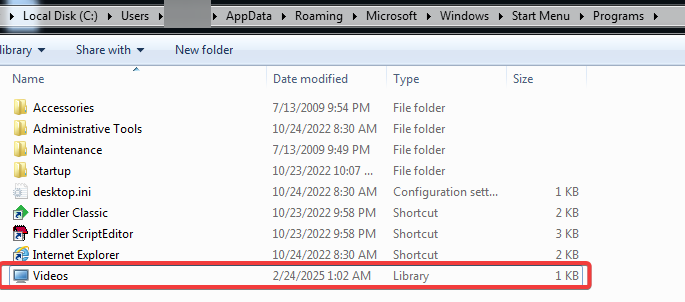 Local Disk (C:) Users AppData Roaming Microsoft Windows Start Menu Programs
library Share with New folder
Name Date modified Type Size
Accessories 7/13/2009 9:54 PM File folder
Administrative Tools 10/24/2022 8:30 AM File folder
Maintenance 7/13/2009 9:49 PM File folder
Startup 10/23/2022 10:07 ... File folder
desktop.ini 10/24/2022 8:30 AM Configuration sett... 1 KB
Fiddler Classic 10/23/2022 9:58 PM Shortcut 2 KB
Fiddler ScriptEditor 10/23/2022 9:58 PM Shortcut 3 KB
Internet Explorer 10/24/2022 8:30 AM Shortcut 2 KB
Videos 2/24/2025 1:02 AM Library 1 KB